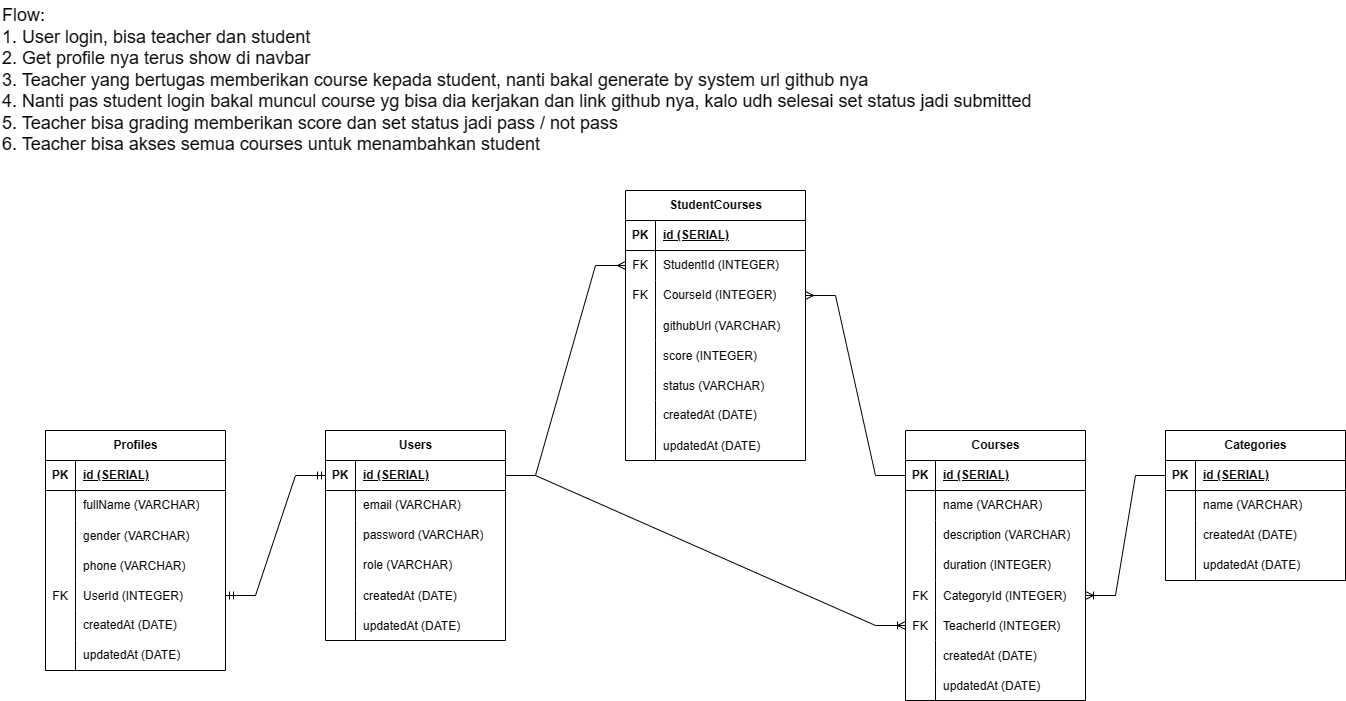 Flow:
1. User login, bisa teacher dan student
2. Get profile nya terus show di navbar
3. Teacher yang bertugas memberikan course kepada student, nanti bakal generate by system url github nya
4. Nanti pas student login bakal muncul course yg bisa dia kerjakan dan link github nya, kalo udh selesai set status jadi submitted
5. Teacher bisa grading memberikan score dan set status jadi pass / not pass
6. Teacher bisa akses semua courses untuk menambahkan student
StudentCourses
PK id (SERIAL)
FK StudentId (INTEGER)
FK CourseId (INTEGER)
githubUrl (VARCHAR)
score (INTEGER)
status (VARCHAR)
createdAt (DATE)
updatedAt (DATE)
Profiles
PK id (SERIAL)
fullName (VARCHAR)
gender (VARCHAR)
phone (VARCHAR)
FK UserId (INTEGER)
createdAt (DATE)
updatedAt (DATE)
Users
PK id (SERIAL)
email (VARCHAR)
password (VARCHAR)
role (VARCHAR)
createdAt (DATE)
updatedAt (DATE)
Courses
PK id (SERIAL)
name (VARCHAR)
description (VARCHAR)
duration (INTEGER)
FK CategoryId (INTEGER)
FK TeacherId (INTEGER)
createdAt (DATE)
updatedAt (DATE)
Categories
PK id (SERIAL)
name (VARCHAR)
createdAt (DATE)
updatedAt (DATE)